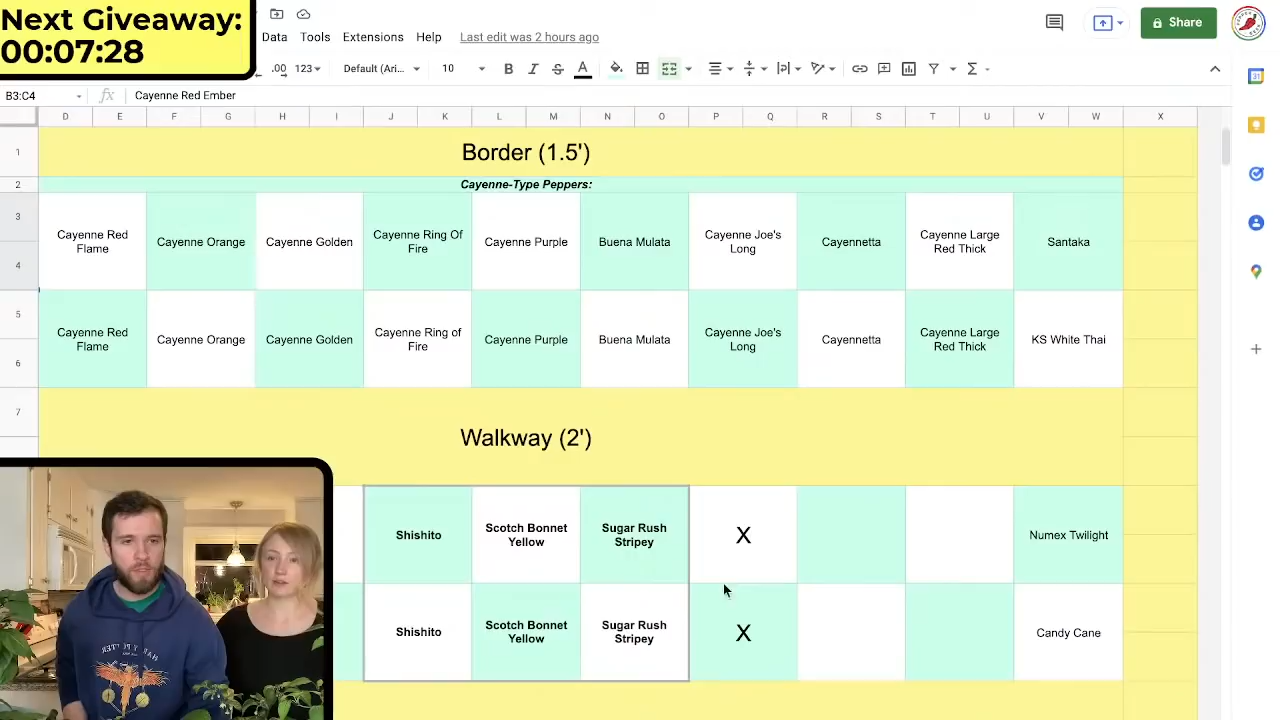 Next Giveaway:
00:07:28
Data Tools Extensions Help Last edit was 2 hours ago
Share
.00 123 Default (Ari... 10 B I S A Σ
B3:C4 fx Cayenne Red Ember
D E F G H I J K L M N O P Q R S T U V W X
1 Border (1.5')
2 Cayenne-Type Peppers:
3
4
Cayenne Red
Flame
Cayenne Orange
Cayenne Golden
Cayenne Ring Of
Fire
Cayenne Purple
Buena Mulata
Cayenne Joe's
Long
Cayennetta
Cayenne Large
Red Thick
Santaka
5
6
Cayenne Red
Flame
Cayenne Orange
Cayenne Golden
Cayenne Ring of
Fire
Cayenne Purple
Buena Mulata
Cayenne Joe's
Long
Cayennetta
Cayenne Large
Red Thick
KS White Thai
7
Walkway (2')
Shishito
Scotch Bonnet
Yellow
Sugar Rush
Stripey
X
Numex Twilight
Shishito
Scotch Bonnet
Yellow
Sugar Rush
Stripey
X
Candy Cane